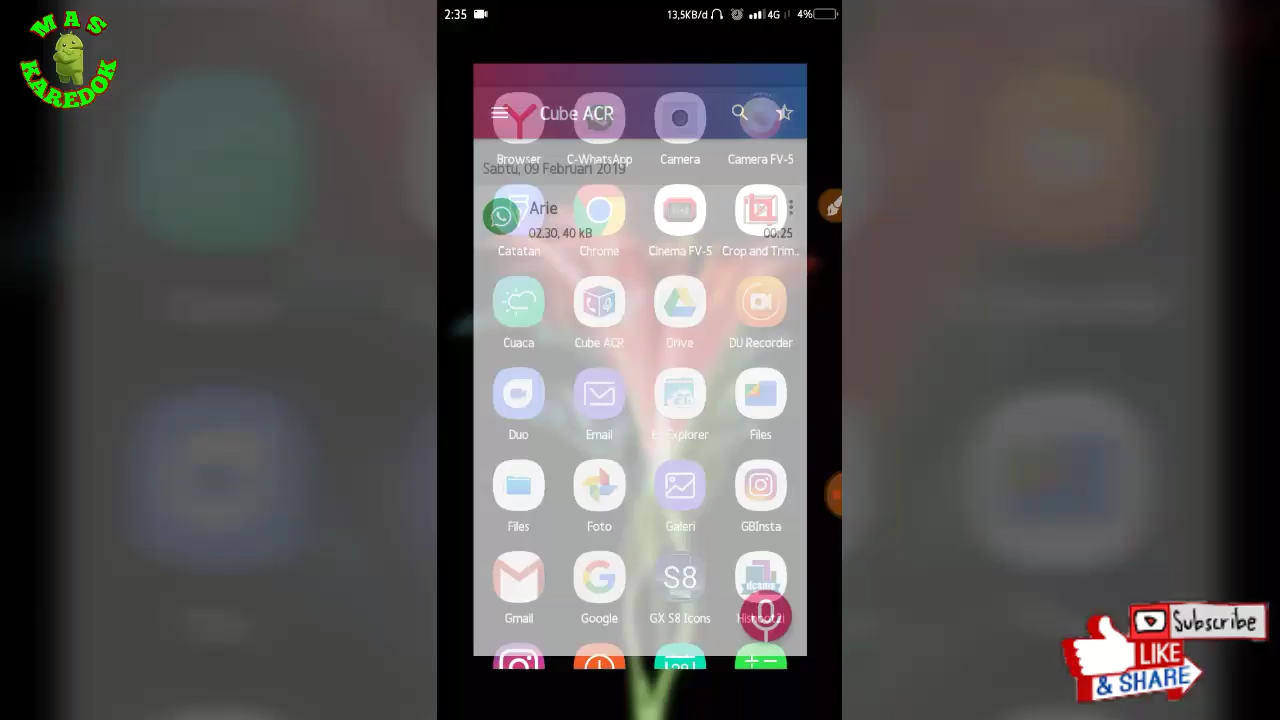 MAS
KAREDOK
2:35 13,5KB/d 4G 4%
Cube ACR
Browser C-WhatsApp Camera Camera FV-5
Sabtu, 09 Februari 2019
Arie
02.30, 40 kB 00:25
Catatan Chrome Cinema FV-5 Crop and Trim..
Cuaca Cube ACR Drive DU Recorder
Duo Email Explorer Files
Files Foto Galeri GBInsta
S8 dcams
Gmail Google GX S8 Icons
Subscribe
LIKE
& SHARE